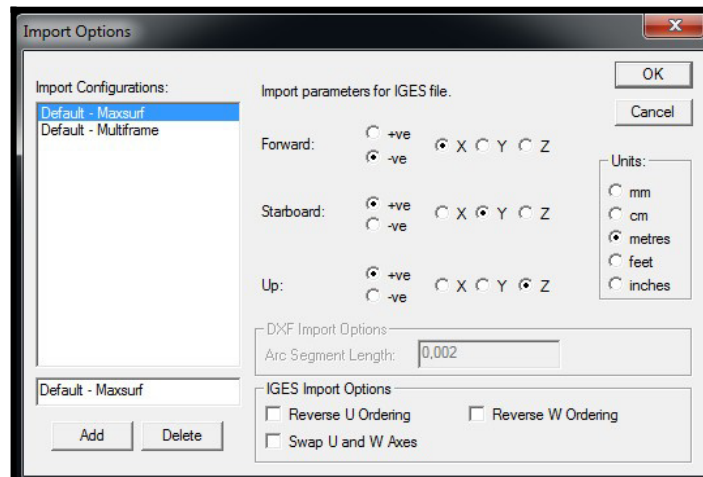 Import Options
Import Configurations:
Default - Maxsurf
Default - Multiframe
Default - Maxsurf
Add Delete
Import parameters for IGES file.
Forward: +ve -ve X Y Z
Starboard: +ve -ve X Y Z
Up: +ve -ve X Y Z
DXF Import Options
Arc Segment Length: 0,002
IGES Import Options
Reverse U Ordering Reverse W Ordering
Swap U and W Axes
OK
Cancel
Units:
mm
cm
metres
feet
inches